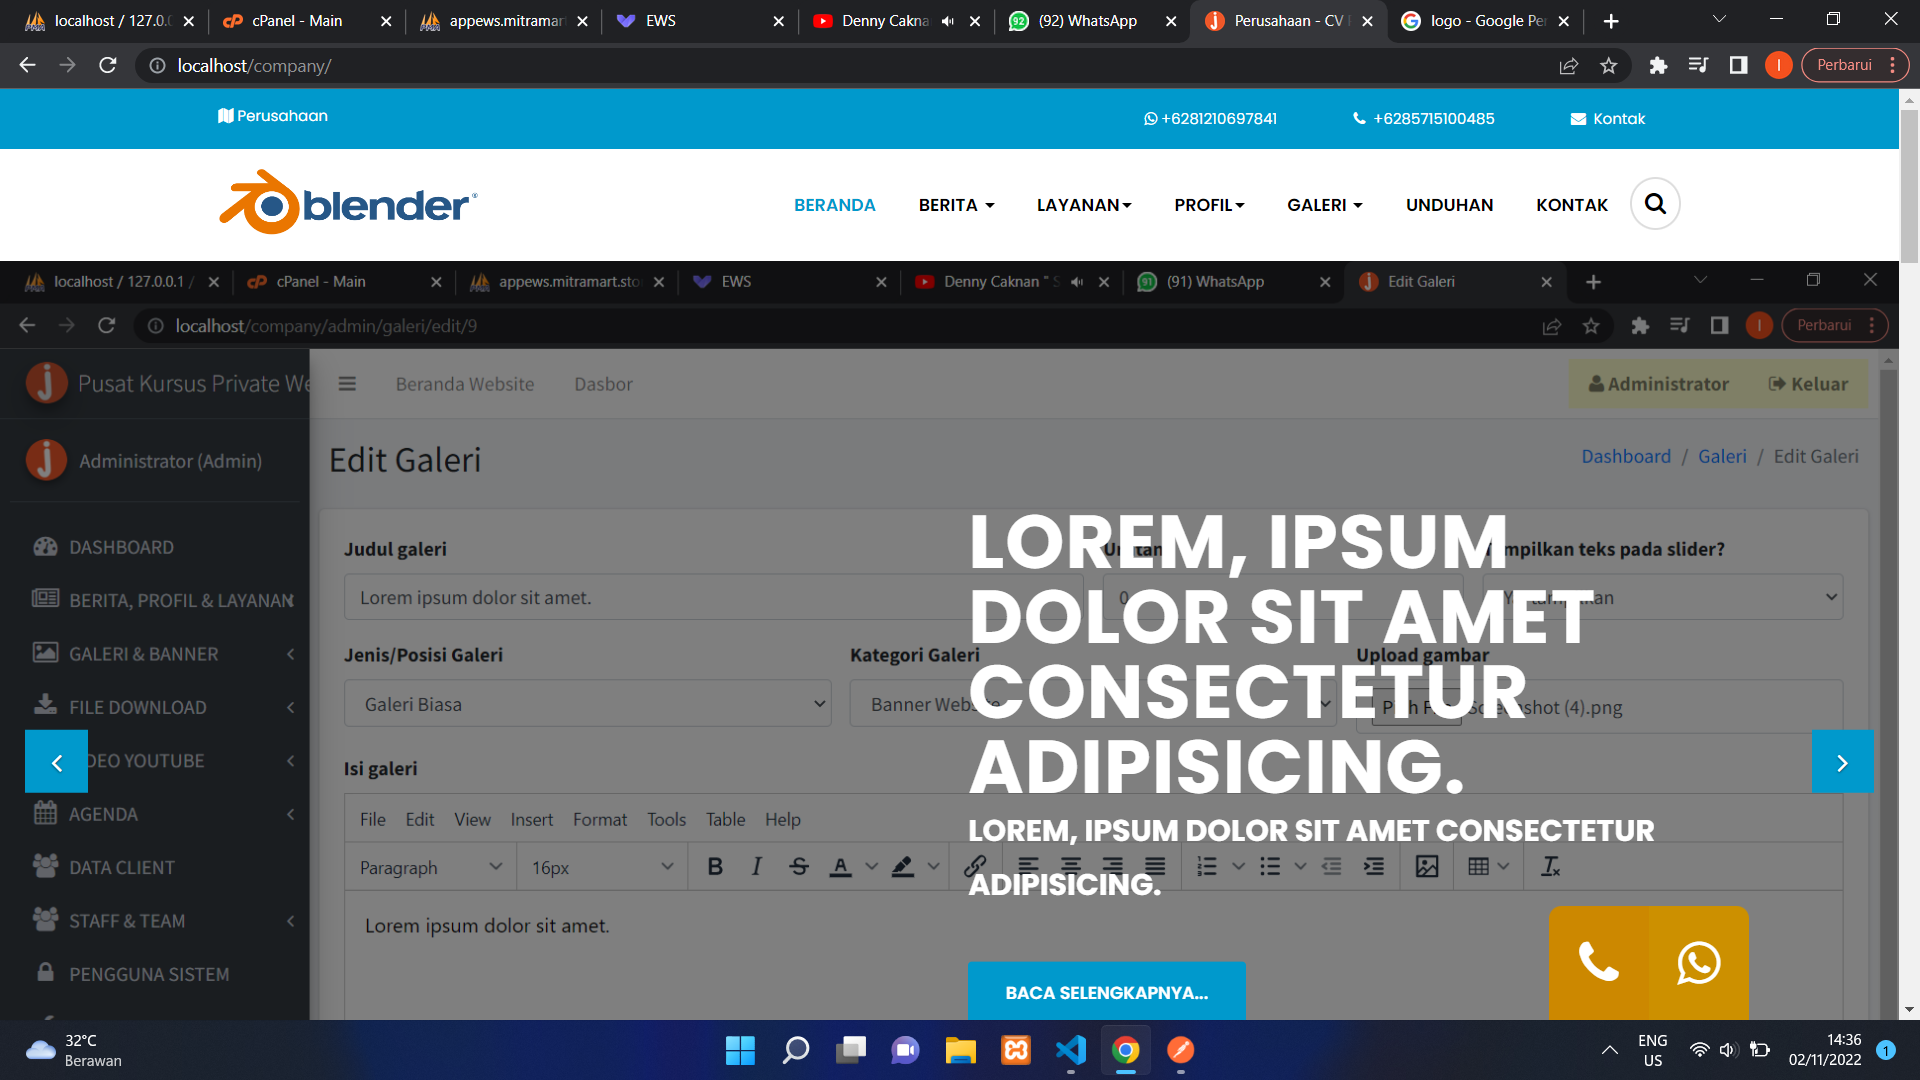 localhost / 127.0.0
cPanel - Main
appews.mitramart
EWS
Denny Cakna
(92) WhatsApp
Perusahaan - CV
logo - Google Pe
localhost/company/
Perbarui
Perusahaan
+6281210697841
+6285715100485
Kontak
blender
BERANDA
BERITA
LAYANAN
PROFIL
GALERI
UNDUHAN
KONTAK
localhost / 127.0.0.1 /
cPanel - Main
appews.mitramart.sto
EWS
Denny Caknan " S
(91) WhatsApp
Edit Galeri
localhost/company/admin/galeri/edit/9
Perbarui
Pusat Kursus Private We
Beranda Website
Dasbor
Administrator
Keluar
Administrator (Admin)
Edit Galeri
Dashboard / Galeri / Edit Galeri
DASHBOARD
BERITA, PROFIL & LAYANAN
GALERI & BANNER
FILE DOWNLOAD
DEO YOUTUBE
AGENDA
DATA CLIENT
STAFF & TEAM
PENGGUNA SISTEM
Judul galeri
mpilkan teks pada slider?
Lorem ipsum dolor sit amet.
0
Jenis/Posisi Galeri
Kategori Galeri
Upload gambar
Galeri Biasa
Banner Website
Screenshot (4).png
Isi galeri
File Edit View Insert Format Tools Table Help
Paragraph
16px
Lorem ipsum dolor sit amet.
LOREM, IPSUM
DOLOR SIT AMET
CONSECTETUR
ADIPISICING.
LOREM, IPSUM DOLOR SIT AMET CONSECTETUR
ADIPISICING.
BACA SELENGKAPNYA...
32°C
Berawan
ENG
US
14:36
02/11/2022
1